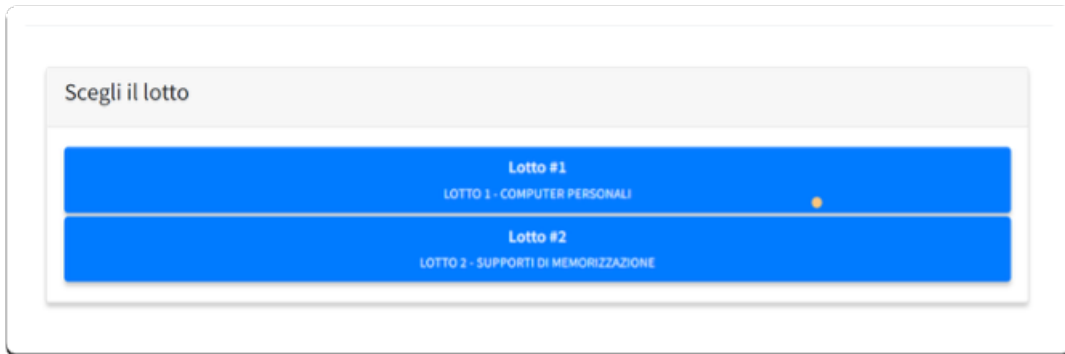 Scegli il lotto
Lotto #1
LOTTO 1 - COMPUTER PERSONALI
Lotto #2
LOTTO 2 - SUPPORTI DI MEMORIZZAZIONE